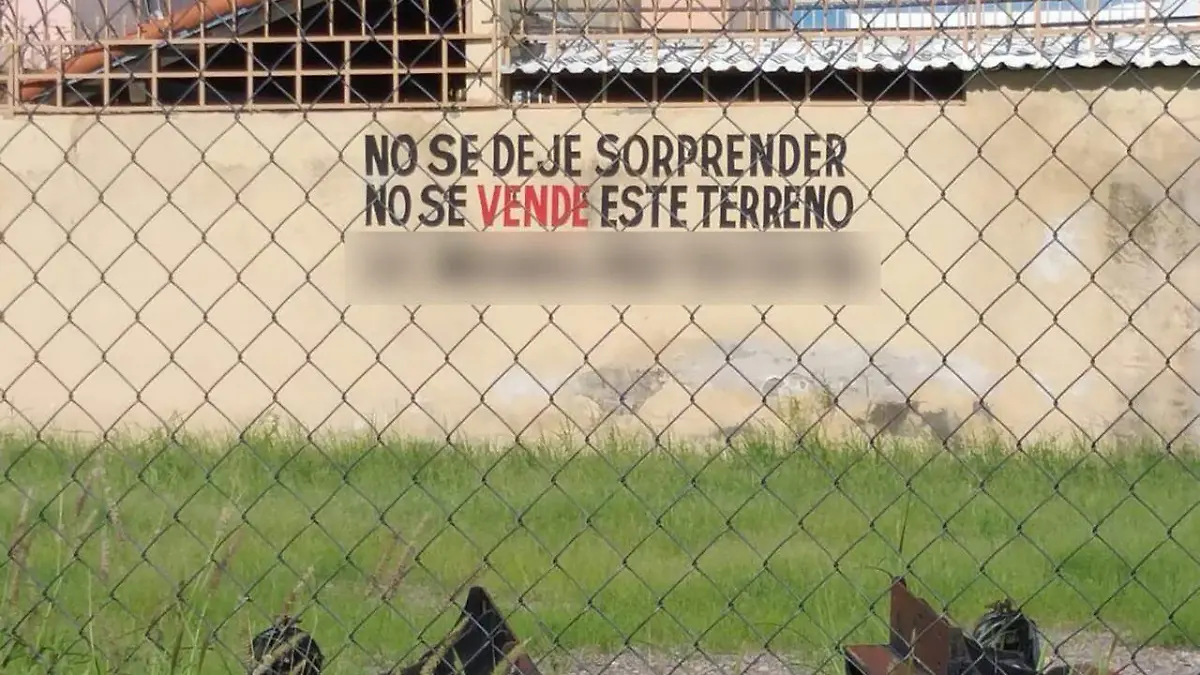 NO SE DEJE SORPRENDER
NO SE VENDE ESTE TERRENO